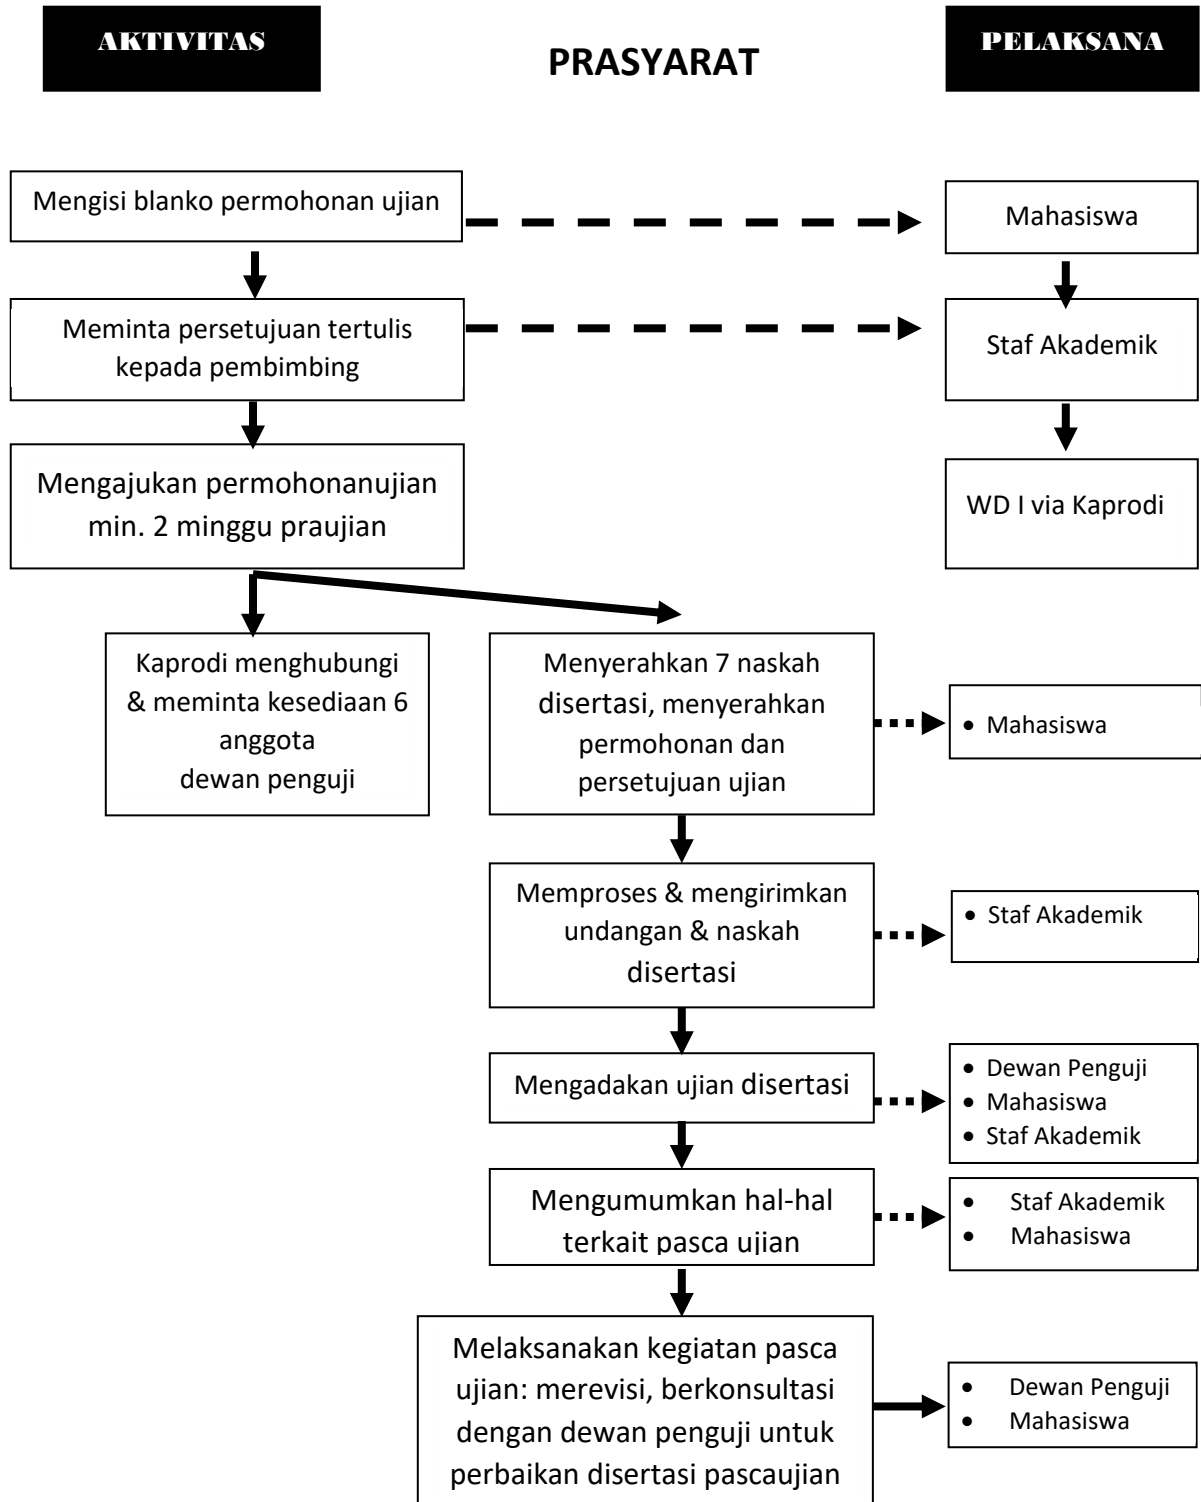 AKTIVITAS
PRASYARAT
PELAKSANA
Mengisi blanko permohonan ujian
Mahasiswa
Meminta persetujuan tertulis
kepada pembimbing
Staf Akademik
Mengajukan permohonanujian
min. 2 minggu praujian
WD I via Kaprodi
Kaprodi menghubungi
& meminta kesediaan 6
anggota
dewan penguji
Menyerahkan 7 naskah
disertasi, menyerahkan
permohonan dan
persetujuan ujian
• Mahasiswa
Memproses & mengirimkan
undangan & naskah
disertasi
• Staf Akademik
Mengadakan ujian disertasi
• Dewan Penguji
• Mahasiswa
• Staf Akademik
Mengumumkan hal-hal
terkait pasca ujian
• Staf Akademik
• Mahasiswa
Melaksanakan kegiatan pasca
ujian: merevisi, berkonsultasi
dengan dewan penguji untuk
perbaikan disertasi pascaujian
• Dewan Penguji
• Mahasiswa